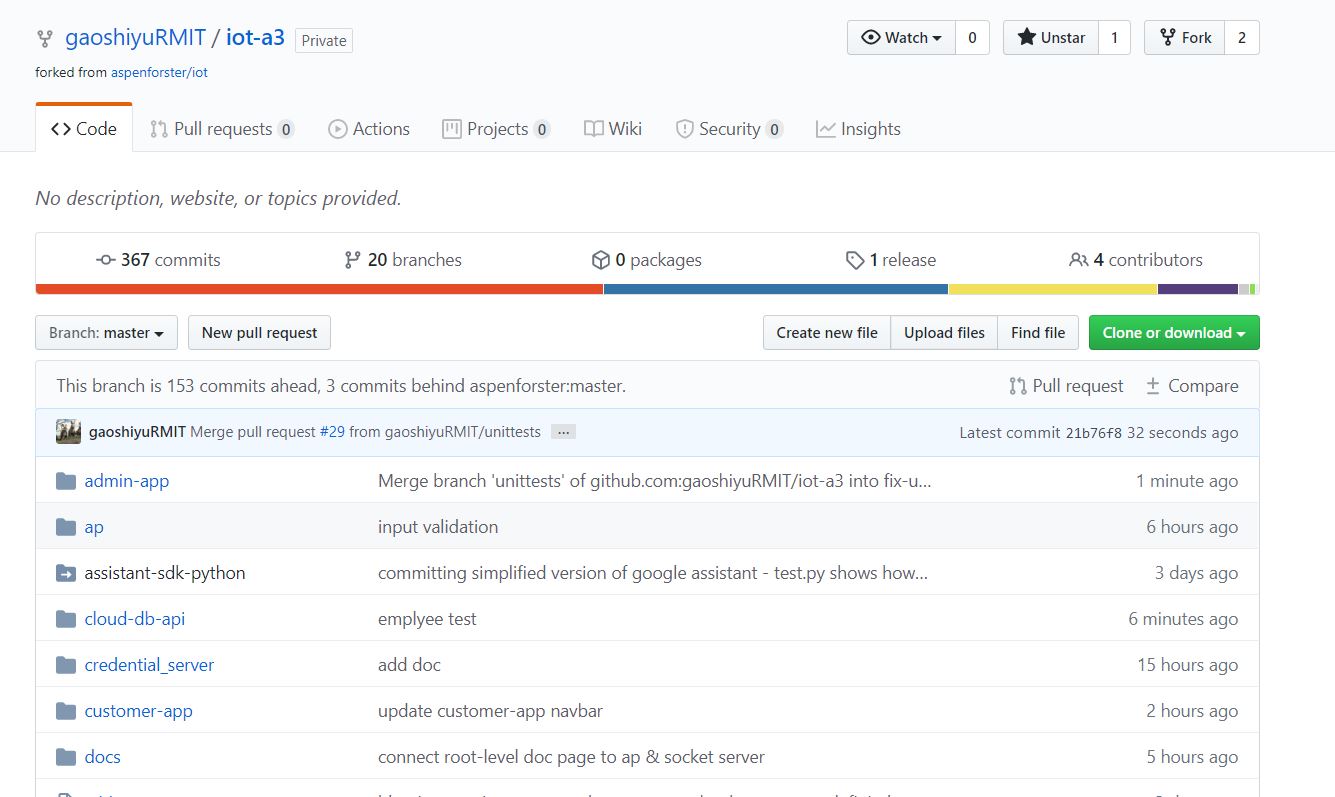 gaoshiyuRMIT / iot-a3 Private
Watch 0 Unstar 1 Fork 2
forked from aspenforster/iot
Code Pull requests 0 Actions Projects 0 Wiki Security 0 Insights
No description, website, or topics provided.
367 commits 20 branches 0 packages 1 release 4 contributors
Branch: master New pull request Create new file Upload files Find file Clone or download
This branch is 153 commits ahead, 3 commits behind aspenforster:master. Pull request Compare
gaoshiyuRMIT Merge pull request #29 from gaoshiyuRMIT/unittests ... Latest commit 21b76f8 32 seconds ago
admin-app Merge branch 'unittests' of github.com:gaoshiyuRMIT/iot-a3 into fix-u... 1 minute ago
ap input validation 6 hours ago
assistant-sdk-python committing simplified version of google assistant - test.py shows how... 3 days ago
cloud-db-api emplyee test 6 minutes ago
credential_server add doc 15 hours ago
customer-app update customer-app navbar 2 hours ago
docs connect root-level doc page to ap & socket server 5 hours ago